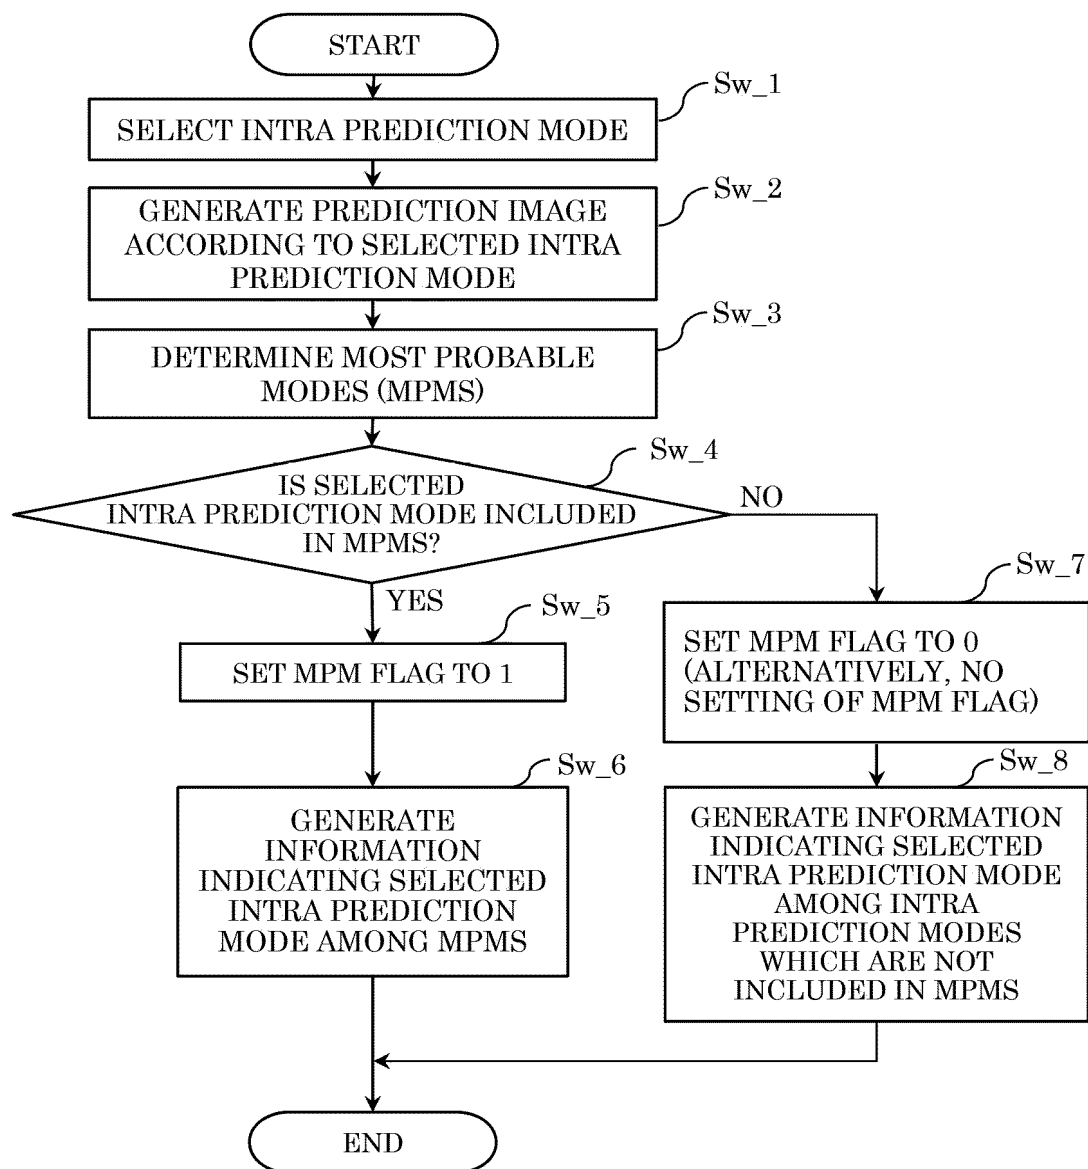 START
Sw_1
SELECT INTRA PREDICTION MODE
Sw_2
GENERATE PREDICTION IMAGE
ACCORDING TO SELECTED INTRA
PREDICTION MODE
Sw_3
DETERMINE MOST PROBABLE
MODES (MPMS)
Sw_4
IS SELECTED
INTRA PREDICTION MODE INCLUDED
IN MPMS?
NO
YES
Sw_5
SET MPM FLAG TO 1
Sw_6
GENERATE
INFORMATION
INDICATING SELECTED
INTRA PREDICTION
MODE AMONG MPMS
Sw_7
SET MPM FLAG TO 0
(ALTERNATIVELY, NO
SETTING OF MPM FLAG)
Sw_8
GENERATE INFORMATION
INDICATING SELECTED
INTRA PREDICTION MODE
AMONG INTRA
PREDICTION MODES
WHICH ARE NOT
INCLUDED IN MPMS
END